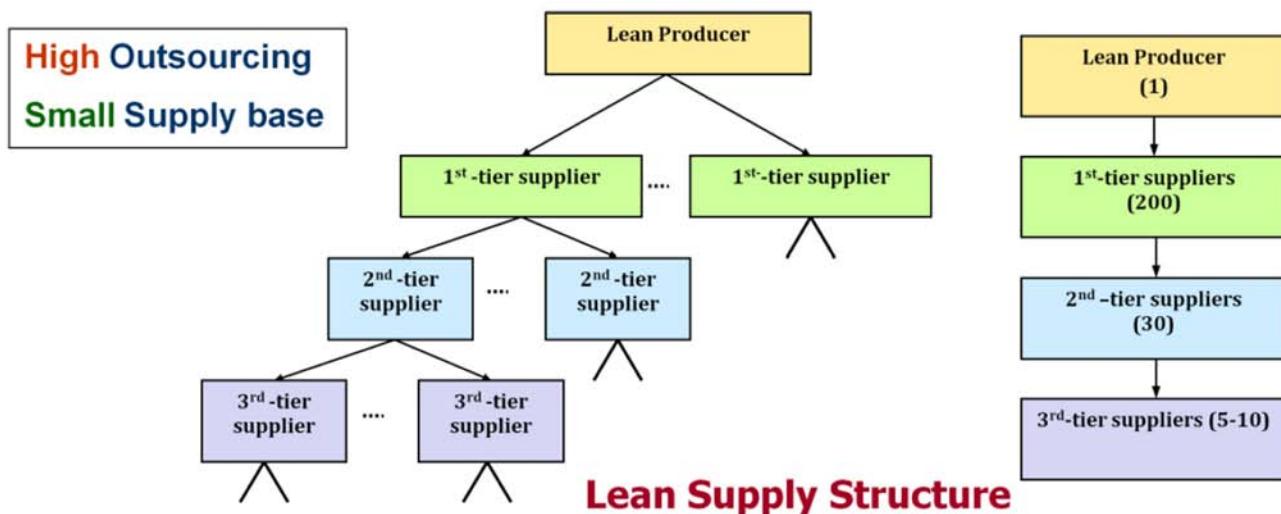 High Outsourcing
Small Supply base
Lean Producer
1st -tier supplier
....
1st--tier supplier
2nd -tier
supplier
....
2nd -tier
supplier
3rd -tier
supplier
....
3rd -tier
supplier
Lean Producer
(1)
1st-tier suppliers
(200)
2nd –tier suppliers
(30)
3rd-tier suppliers (5-10)
Lean Supply Structure